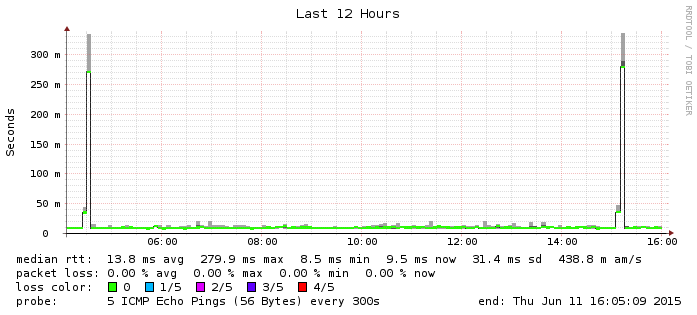 Last 12 Hours
RRDTOOL / TOBI OETIKER
Seconds
300 m
250 m
200 m
150 m
100 m
50 m
0
06:00 08:00 10:00 12:00 14:00 16:00
median rtt: 13.8 ms avg 279.9 ms max 8.5 ms min 9.5 ms now 31.4 ms sd 438.8 m am/s
packet loss: 0.00 % avg 0.00 % max 0.00 % min 0.00 % now
loss color: 0 1/5 2/5 3/5 4/5
probe: 5 ICMP Echo Pings (56 Bytes) every 300s end: Thu Jun 11 16:05:09 2015